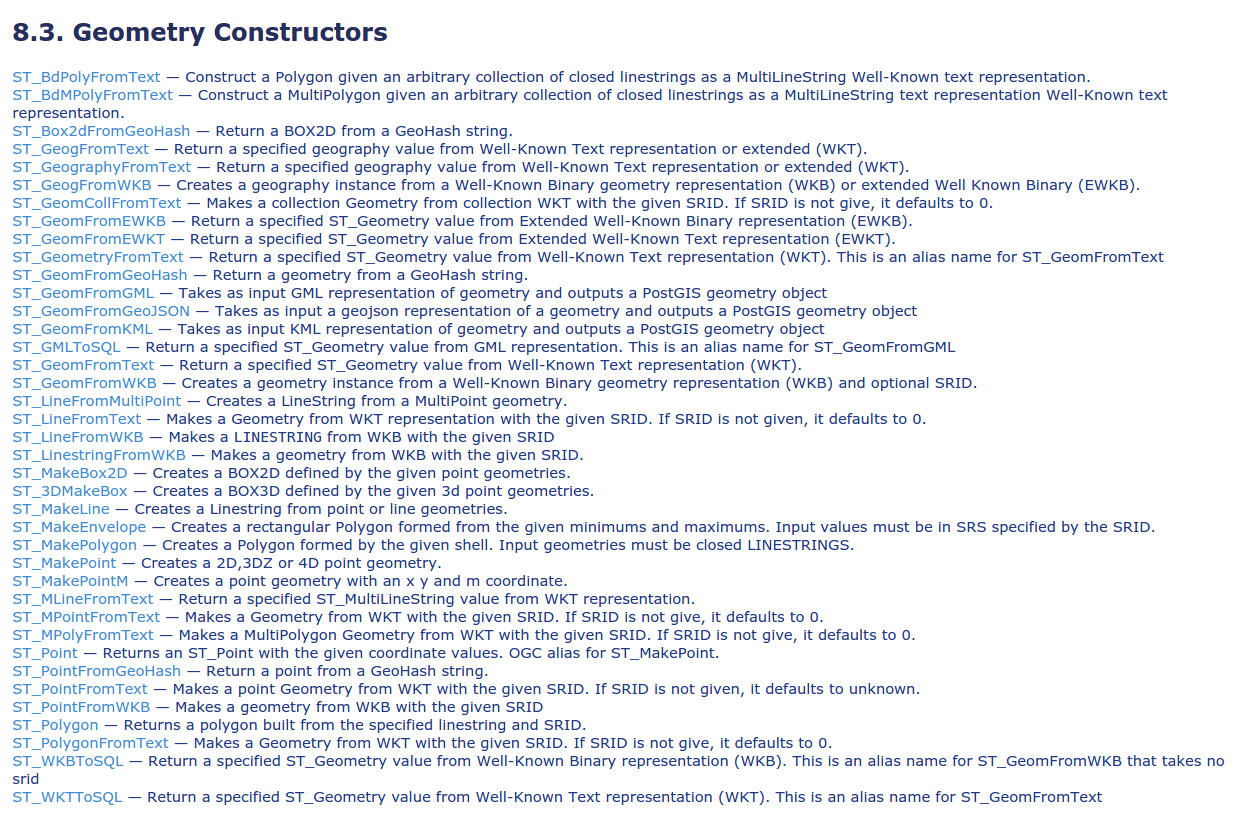 8.3. Geometry Constructors
ST_BdPolyFromText — Construct a Polygon given an arbitrary collection of closed linestrings as a MultiLineString Well-Known text representation.
ST_BdMPolyFromText — Construct a MultiPolygon given an arbitrary collection of closed linestrings as a MultiLineString text representation Well-Known text
representation.
ST_Box2dFromGeoHash — Return a BOX2D from a GeoHash string.
ST_GeogFromText — Return a specified geography value from Well-Known Text representation or extended (WKT).
ST_GeographyFromText — Return a specified geography value from Well-Known Text representation or extended (WKT).
ST_GeogFromWKB — Creates a geography instance from a Well-Known Binary geometry representation (WKB) or extended Well Known Binary (EWKB).
ST_GeomCollFromText — Makes a collection Geometry from collection WKT with the given SRID. If SRID is not give, it defaults to 0.
ST_GeomFromEWKB — Return a specified ST_Geometry value from Extended Well-Known Binary representation (EWKB).
ST_GeomFromEWKT — Return a specified ST_Geometry value from Extended Well-Known Text representation (EWKT).
ST_GeometryFromText — Return a specified ST_Geometry value from Well-Known Text representation (WKT). This is an alias name for ST_GeomFromText
ST_GeomFromGeoHash — Return a geometry from a GeoHash string.
ST_GeomFromGML — Takes as input GML representation of geometry and outputs a PostGIS geometry object
ST_GeomFromGeoJSON — Takes as input a geojson representation of a geometry and outputs a PostGIS geometry object
ST_GeomFromKML — Takes as input KML representation of geometry and outputs a PostGIS geometry object
ST_GMLToSQL — Return a specified ST_Geometry value from GML representation. This is an alias name for ST_GeomFromGML
ST_GeomFromText — Return a specified ST_Geometry value from Well-Known Text representation (WKT).
ST_GeomFromWKB — Creates a geometry instance from a Well-Known Binary geometry representation (WKB) and optional SRID.
ST_LineFromMultiPoint — Creates a LineString from a MultiPoint geometry.
ST_LineFromText — Makes a Geometry from WKT representation with the given SRID. If SRID is not given, it defaults to 0.
ST_LineFromWKB — Makes a LINESTRING from WKB with the given SRID
ST_LinestringFromWKB — Makes a geometry from WKB with the given SRID.
ST_MakeBox2D — Creates a BOX2D defined by the given point geometries.
ST_3DMakeBox — Creates a BOX3D defined by the given 3d point geometries.
ST_MakeLine — Creates a Linestring from point or line geometries.
ST_MakeEnvelope — Creates a rectangular Polygon formed from the given minimums and maximums. Input values must be in SRS specified by the SRID.
ST_MakePolygon — Creates a Polygon formed by the given shell. Input geometries must be closed LINESTRINGS.
ST_MakePoint — Creates a 2D,3DZ or 4D point geometry.
ST_MakePointM — Creates a point geometry with an x y and m coordinate.
ST_MLineFromText — Return a specified ST_MultiLineString value from WKT representation.
ST_MPointFromText — Makes a Geometry from WKT with the given SRID. If SRID is not give, it defaults to 0.
ST_MPolyFromText — Makes a MultiPolygon Geometry from WKT with the given SRID. If SRID is not give, it defaults to 0.
ST_Point — Returns an ST_Point with the given coordinate values. OGC alias for ST_MakePoint.
ST_PointFromGeoHash — Return a point from a GeoHash string.
ST_PointFromText — Makes a point Geometry from WKT with the given SRID. If SRID is not given, it defaults to unknown.
ST_PointFromWKB — Makes a geometry from WKB with the given SRID
ST_Polygon — Returns a polygon built from the specified linestring and SRID.
ST_PolygonFromText — Makes a Geometry from WKT with the given SRID. If SRID is not give, it defaults to 0.
ST_WKBToSQL — Return a specified ST_Geometry value from Well-Known Binary representation (WKB). This is an alias name for ST_GeomFromWKB that takes no
srid
ST_WKTToSQL — Return a specified ST_Geometry value from Well-Known Text representation (WKT). This is an alias name for ST_GeomFromText